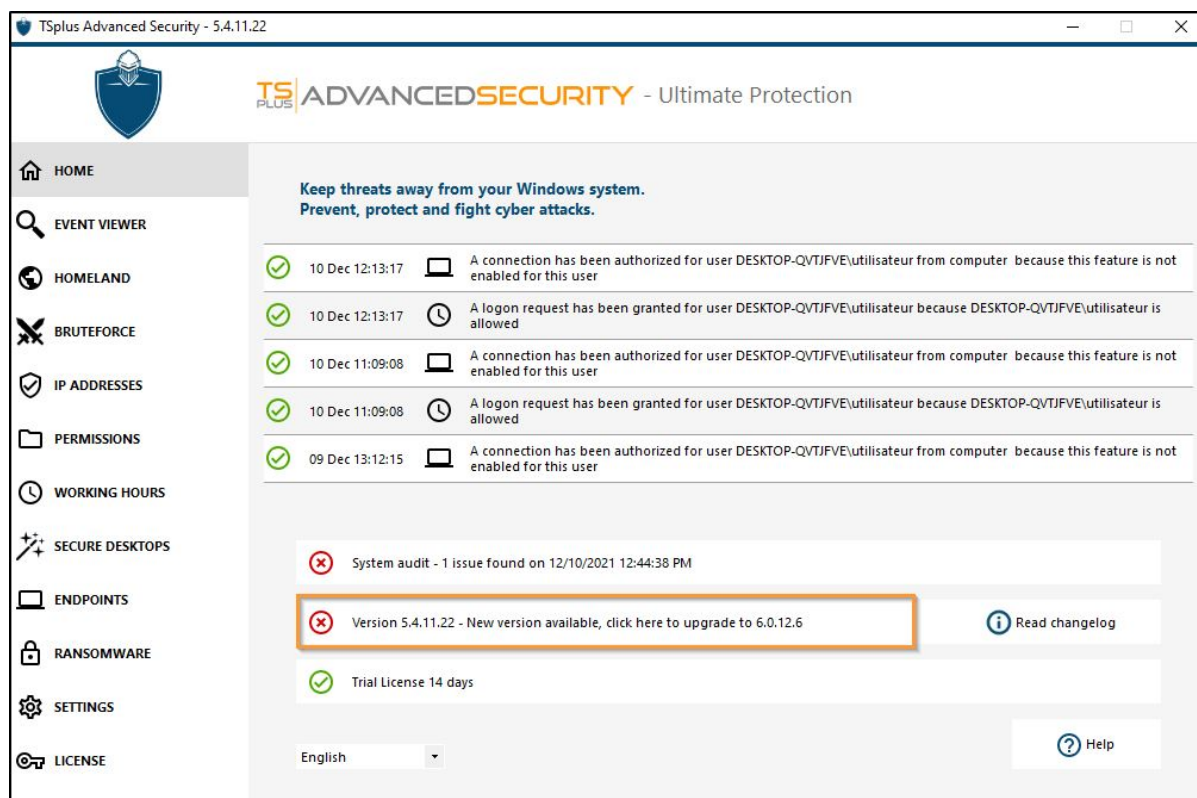 TSplus Advanced Security - 5.4.11.22
TS PLUS ADVANCEDSECURITY - Ultimate Protection
HOME
EVENT VIEWER
HOMELAND
BRUTEFORCE
IP ADDRESSES
PERMISSIONS
WORKING HOURS
SECURE DESKTOPS
ENDPOINTS
RANSOMWARE
SETTINGS
LICENSE
Keep threats away from your Windows system.
Prevent, protect and fight cyber attacks.
10 Dec 12:13:17 A connection has been authorized for user DESKTOP-QVTJFVE\utilisateur from computer because this feature is not
enabled for this user
10 Dec 12:13:17 A logon request has been granted for user DESKTOP-QVTJFVE\utilisateur because DESKTOP-QVTJFVE\utilisateur is
allowed
10 Dec 11:09:08 A connection has been authorized for user DESKTOP-QVTJFVE\utilisateur from computer because this feature is not
enabled for this user
10 Dec 11:09:08 A logon request has been granted for user DESKTOP-QVTJFVE\utilisateur because DESKTOP-QVTJFVE\utilisateur is
allowed
09 Dec 13:12:15 A connection has been authorized for user DESKTOP-QVTJFVE\utilisateur from computer because this feature is not
enabled for this user
System audit - 1 issue found on 12/10/2021 12:44:38 PM
Version 5.4.11.22 - New version available, click here to upgrade to 6.0.12.6
Read changelog
Trial License 14 days
English
Help